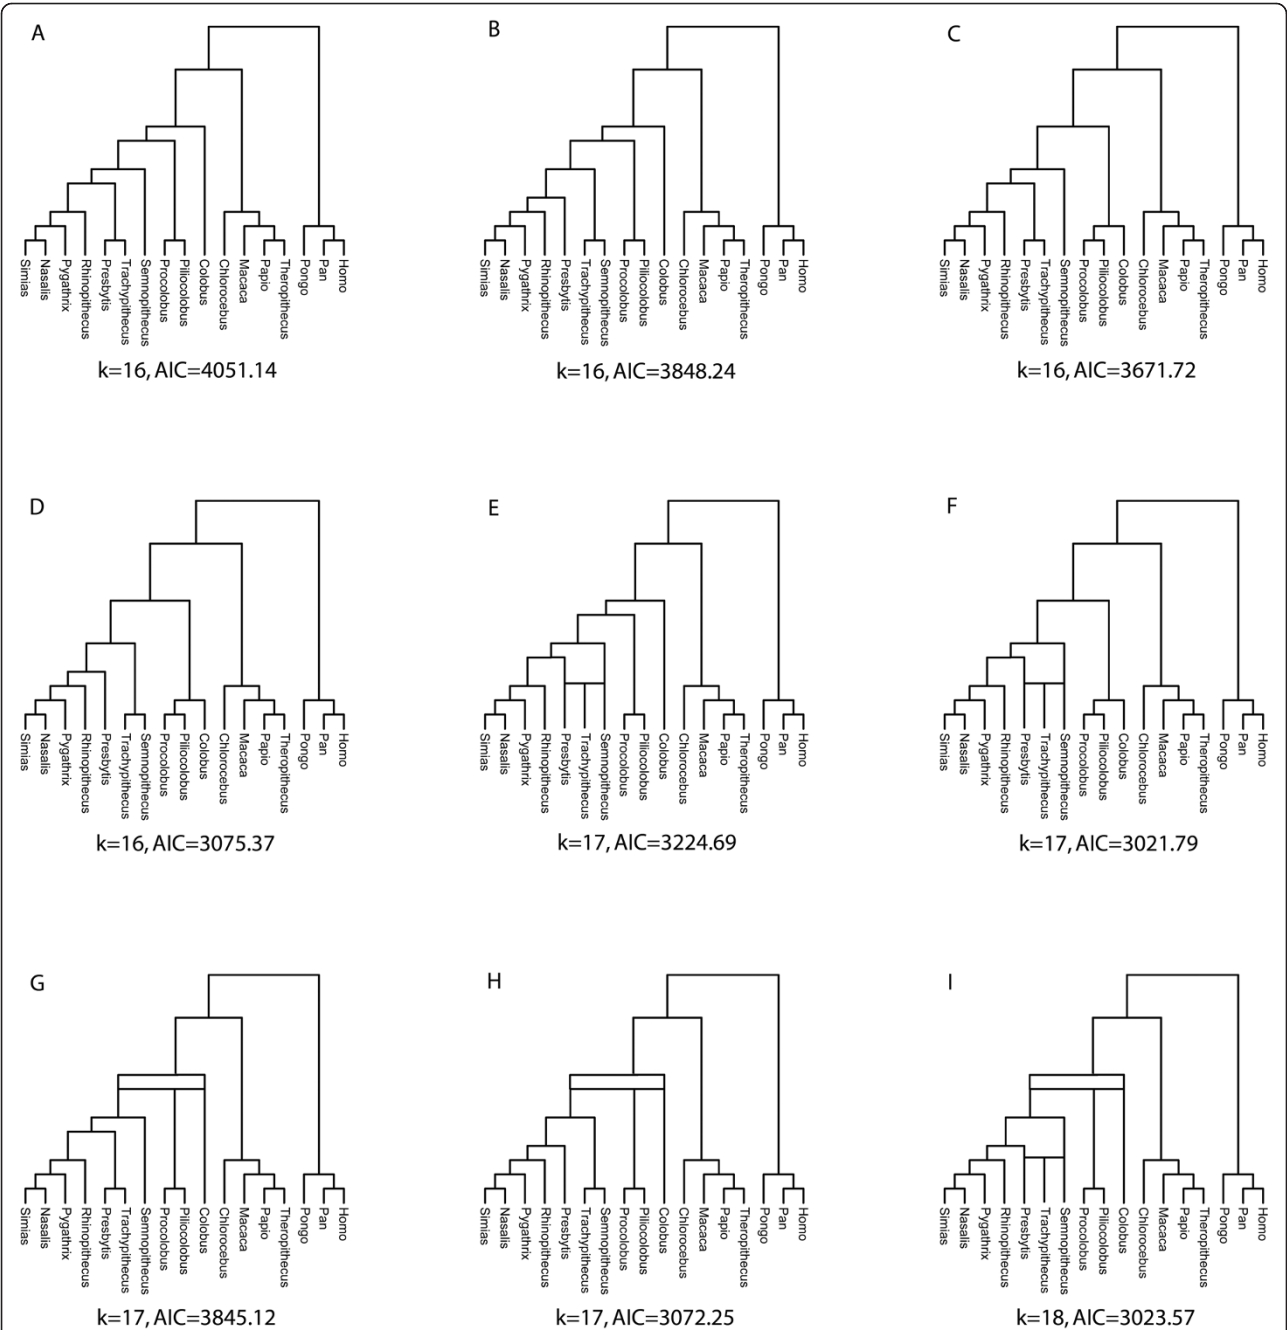 A
B
C
Simias Nasalis Pygathrix Rhinopithecus Presbytis Trachypithecus Semnopithecus Procolobus Piliocolobus Colobus Chlorocebus Macaca Papio Theropithecus Pongo Pan Homo
Simias Nasalis Pygathrix Rhinopithecus Presbytis Trachypithecus Semnopithecus Procolobus Piliocolobus Colobus Chlorocebus Macaca Papio Theropithecus Pongo Pan Homo
Simias Nasalis Pygathrix Rhinopithecus Presbytis Trachypithecus Semnopithecus Procolobus Piliocolobus Colobus Chlorocebus Macaca Papio Theropithecus Pongo Pan Homo
k=16, AIC=4051.14
k=16, AIC=3848.24
k=16, AIC=3671.72
D
E
F
Simias Nasalis Pygathrix Rhinopithecus Presbytis Trachypithecus Semnopithecus Procolobus Piliocolobus Colobus Chlorocebus Macaca Papio Theropithecus Pongo Pan Homo
Simias Nasalis Pygathrix Rhinopithecus Presbytis Trachypithecus Semnopithecus Procolobus Piliocolobus Colobus Chlorocebus Macaca Papio Theropithecus Pongo Pan Homo
Simias Nasalis Pygathrix Rhinopithecus Presbytis Trachypithecus Semnopithecus Procolobus Piliocolobus Colobus Chlorocebus Macaca Papio Theropithecus Pongo Pan Homo
k=16, AIC=3075.37
k=17, AIC=3224.69
k=17, AIC=3021.79
G
H
I
Simias Nasalis Pygathrix Rhinopithecus Presbytis Trachypithecus Semnopithecus Procolobus Piliocolobus Colobus Chlorocebus Macaca Papio Theropithecus Pongo Pan Homo
Simias Nasalis Pygathrix Rhinopithecus Presbytis Trachypithecus Semnopithecus Procolobus Piliocolobus Colobus Chlorocebus Macaca Papio Theropithecus Pongo Pan Homo
Simias Nasalis Pygathrix Rhinopithecus Presbytis Trachypithecus Semnopithecus Procolobus Piliocolobus Colobus Chlorocebus Macaca Papio Theropithecus Pongo Pan Homo
k=17, AIC=3845.12
k=17, AIC=3072.25
k=18, AIC=3023.57